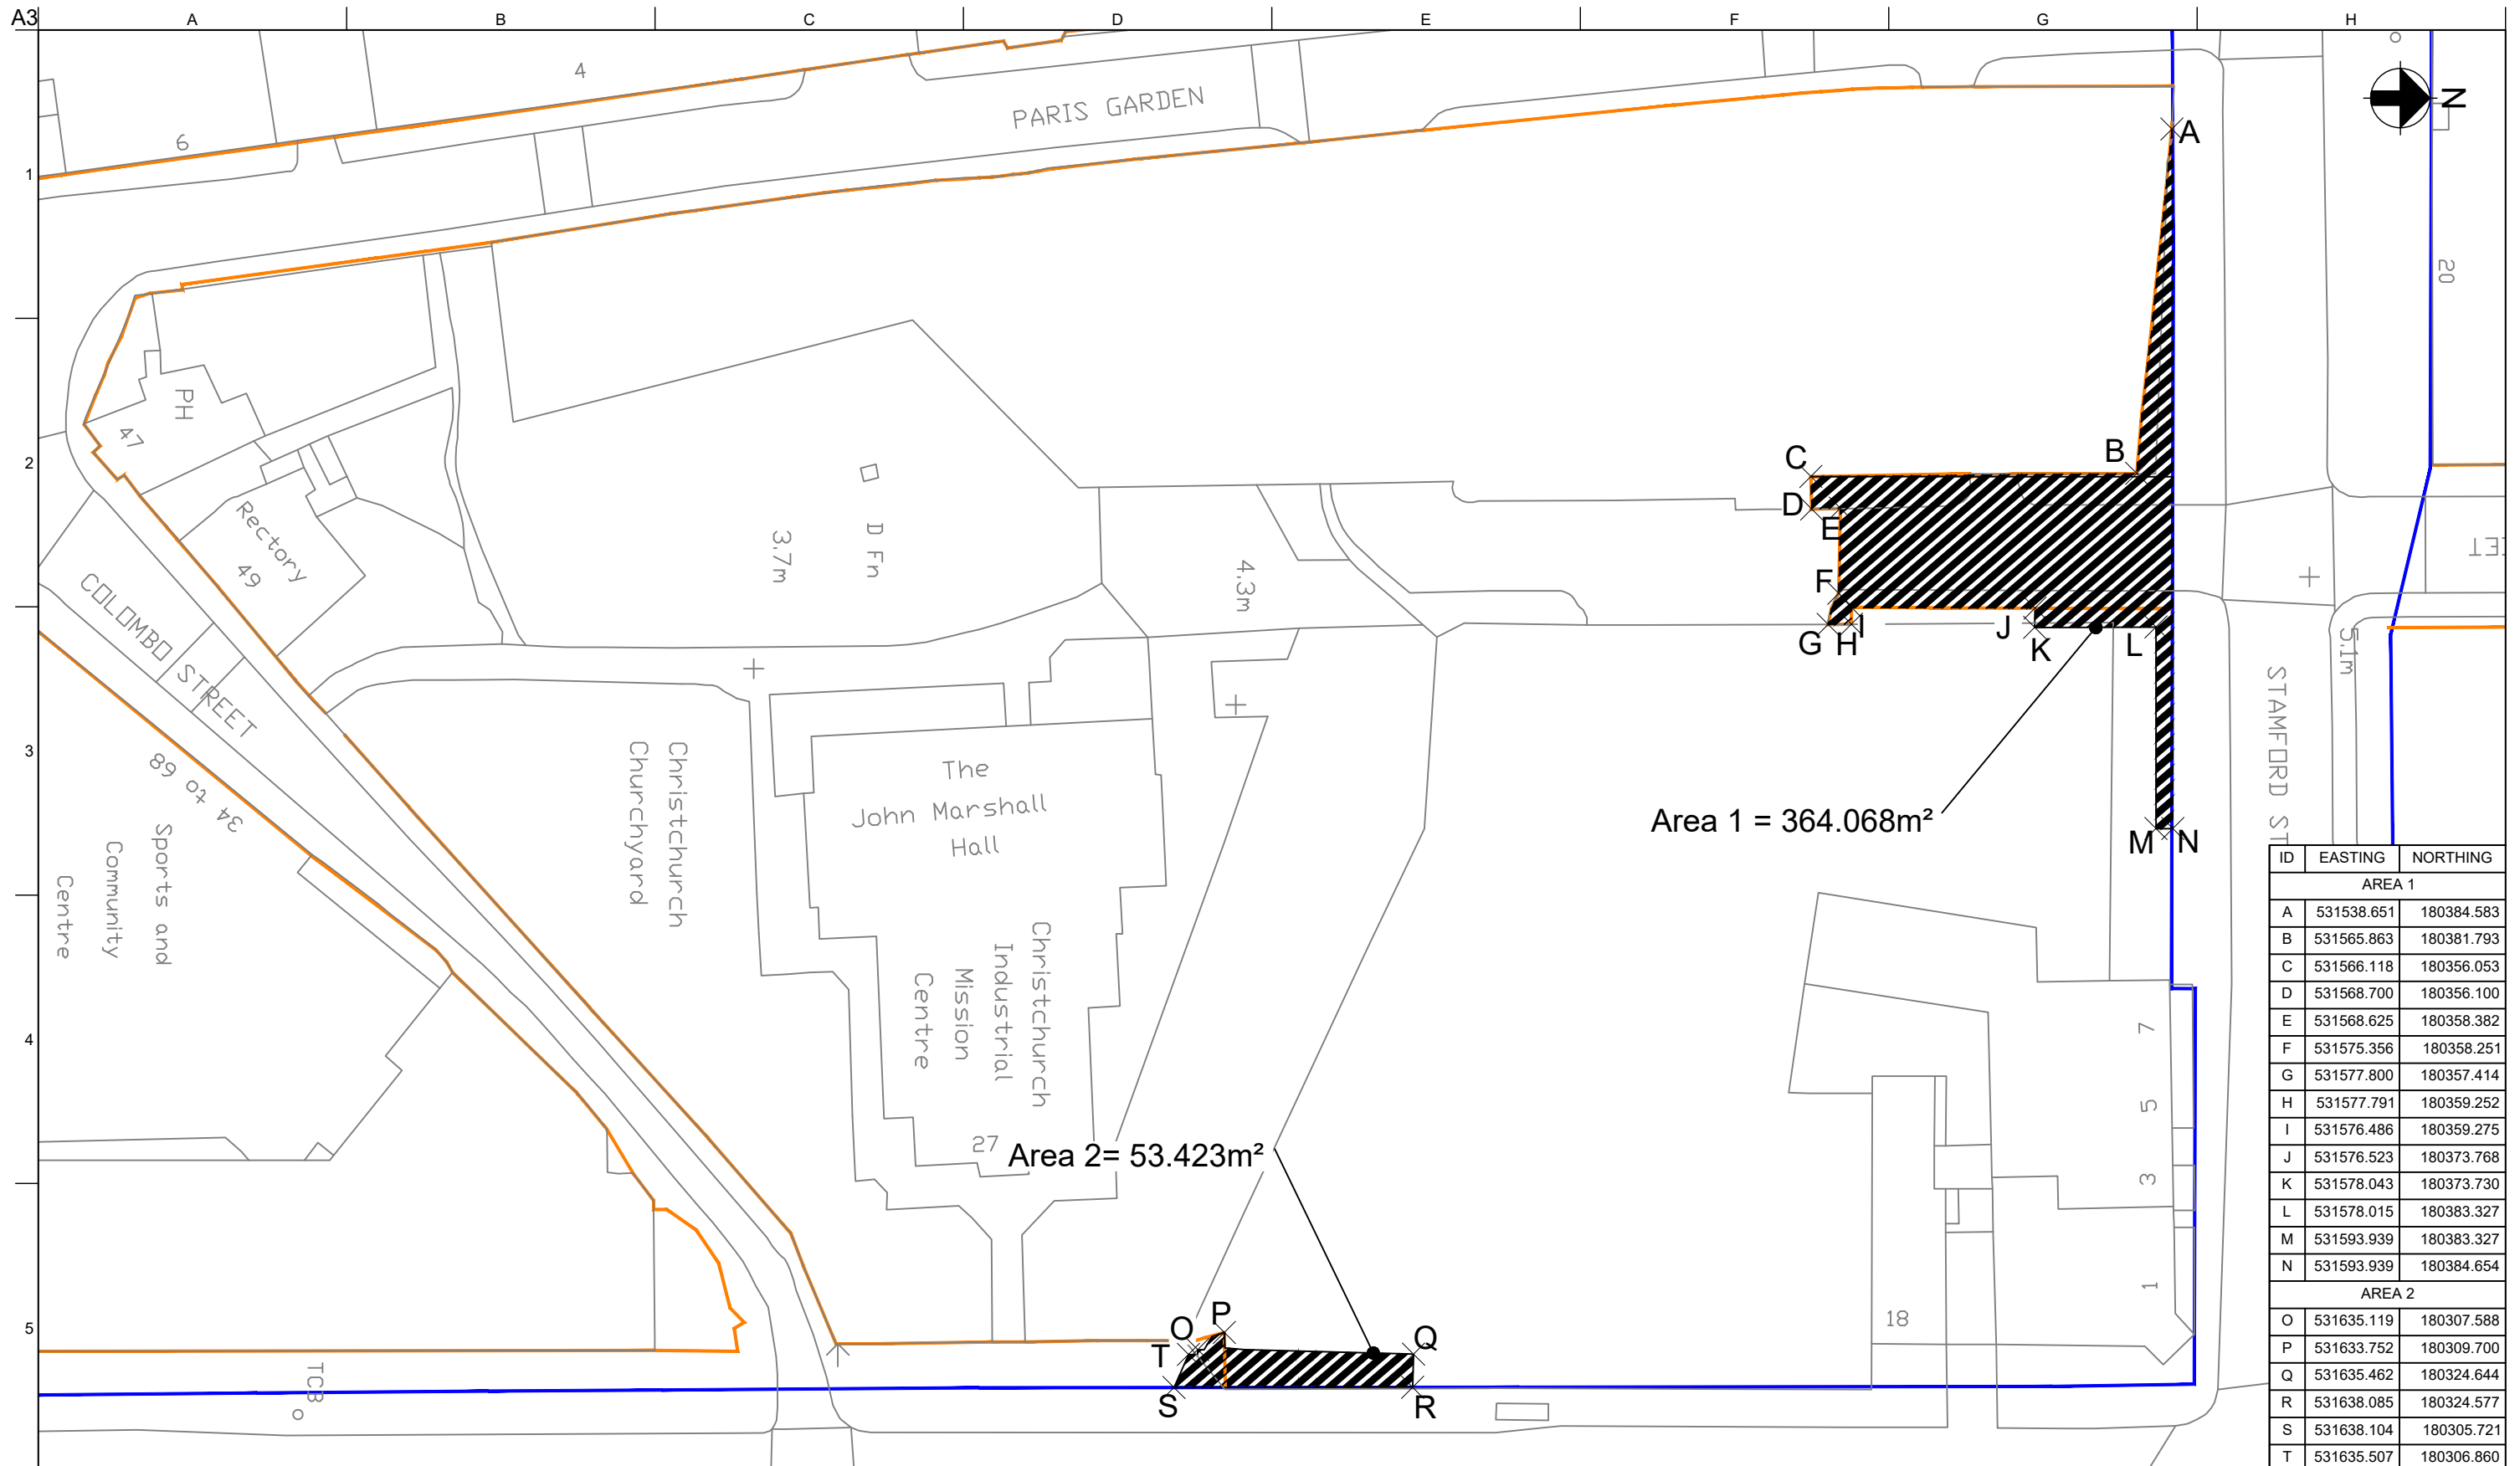 A3
A B C D E F G H
1
2
3
4
5
N
4
6
PARIS GARDEN
20
PH
47
Rectory
49
COLOMBO
STREET
34 to 68
Sports and
Community
Centre
TCB
3.7m
D Fn
4.3m
5.1m
Christchurch
Churchyard
The
John Marshall
Hall
Christchurch
Industrial
Mission
Centre
27
18
7
5
3
1
STAMFORD ST
A
B
C
D
E
F
G
H
I
J
K
L
M
N
Area 1 = 364.068m²
Area 2= 53.423m²
O
P
Q
R
S
T
ID EASTING NORTHING
AREA 1
A 531538.651 180384.583
B 531565.863 180381.793
C 531566.118 180356.053
D 531568.700 180356.100
E 531568.625 180358.382
F 531575.356 180358.251
G 531577.800 180357.414
H 531577.791 180359.252
I 531576.486 180359.275
J 531576.523 180373.768
K 531578.043 180373.730
L 531578.015 180383.327
M 531593.939 180383.327
N 531593.939 180384.654
AREA 2
O 531635.119 180307.588
P 531633.752 180309.700
Q 531635.462 180324.644
R 531638.085 180324.577
S 531638.104 180305.721
T 531635.507 180306.860